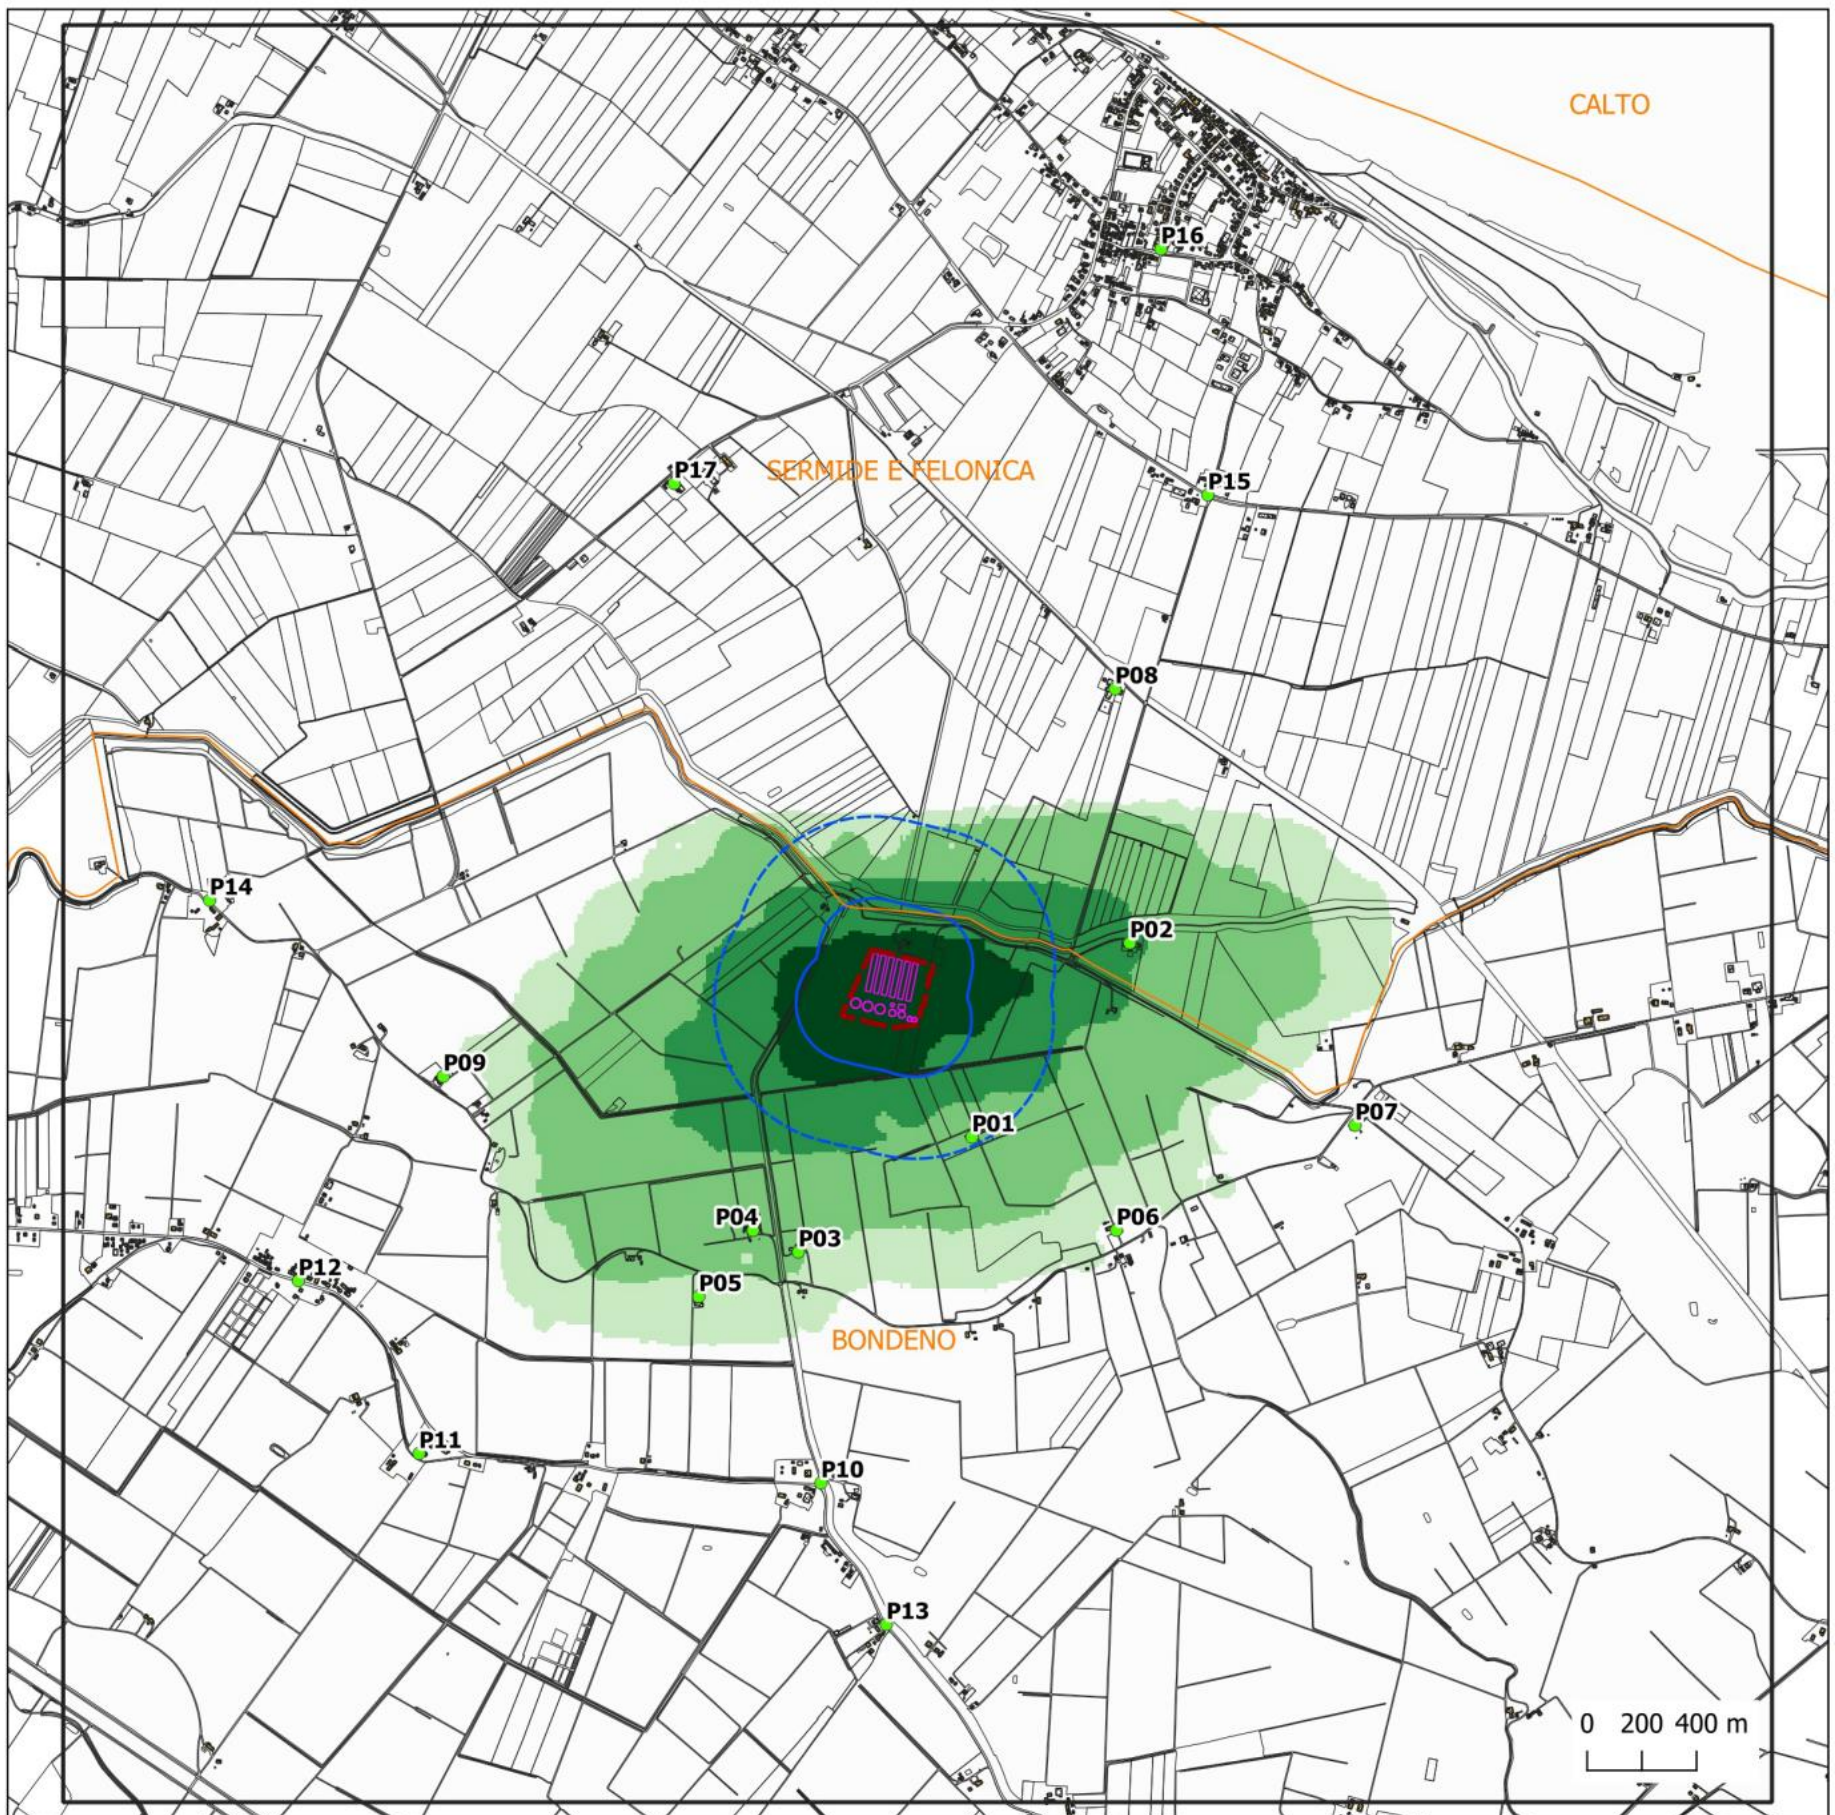 CALTO
P16
SERMIDE E FELONICA
P17
P15
P08
P14
P02
P09
P07
P01
P04
P03
P06
P12
P05
BONDENO
P11
P10
P13
0 200 400 m